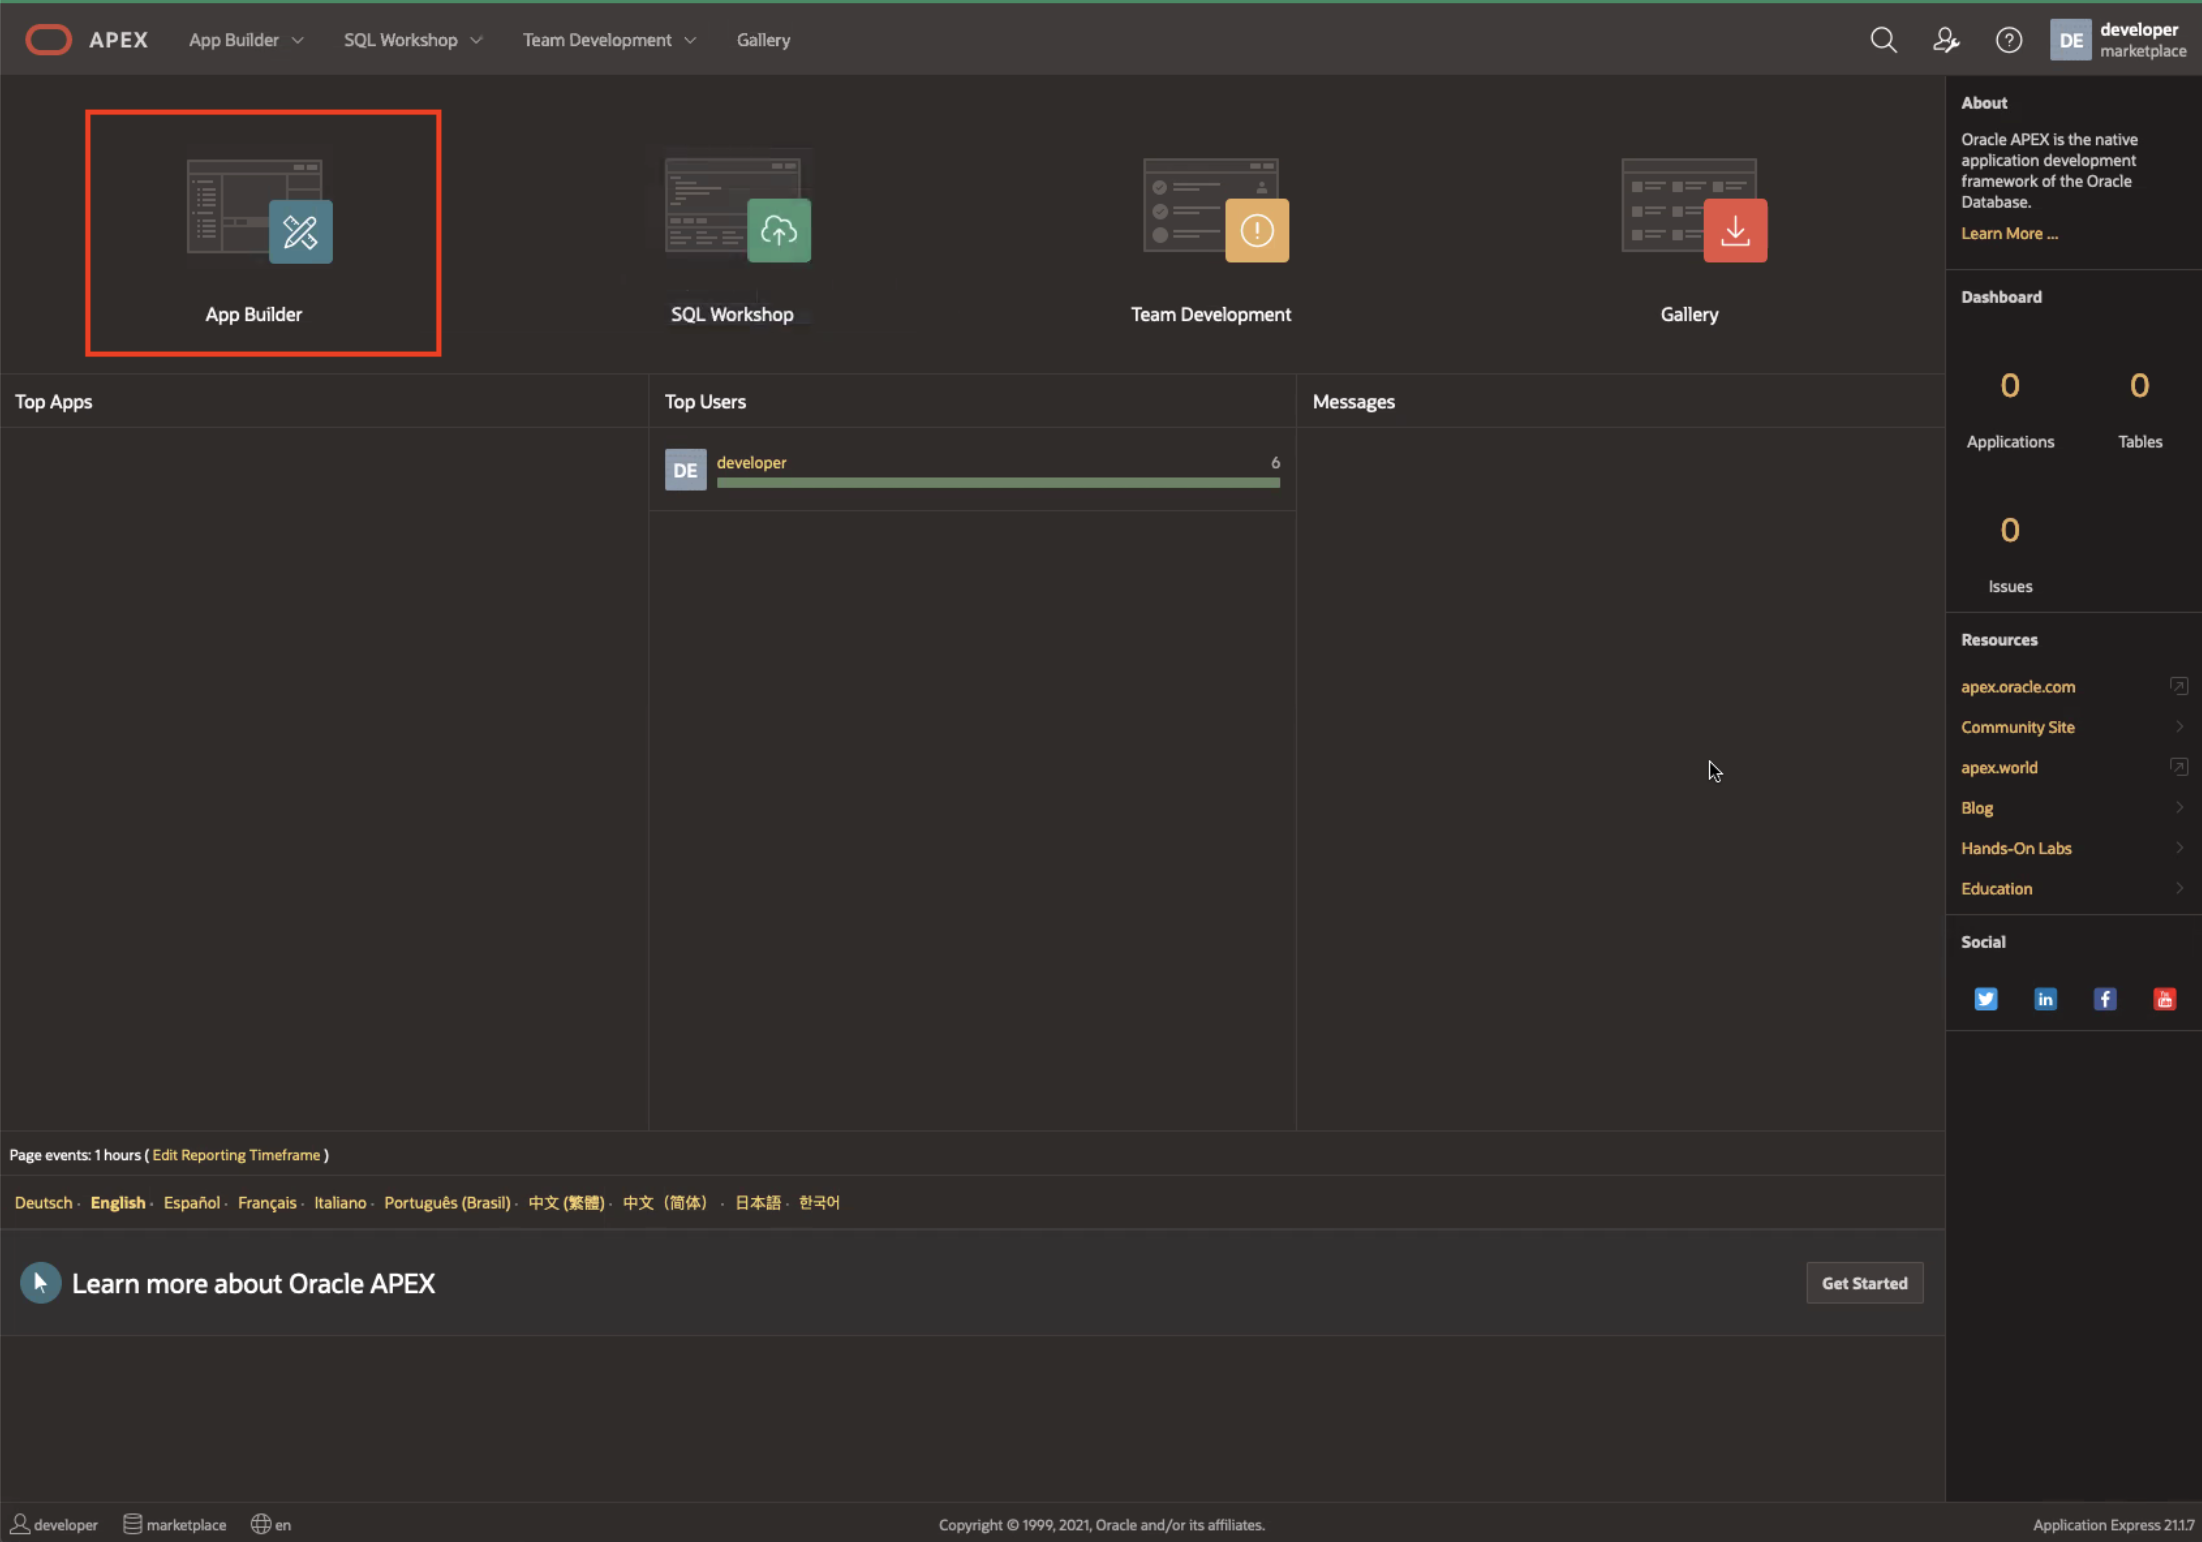 APEX App Builder SQL Workshop Team Development Gallery
DE developer
marketplace
App Builder SQL Workshop Team Development Gallery
Top Apps
Top Users
DE developer 6
Messages
About
Oracle APEX is the native
application development
framework of the Oracle
Database.
Learn More ...
Dashboard
0 0
Applications Tables
0
Issues
Resources
apex.oracle.com
Community Site
apex.world
Blog
Hands-On Labs
Education
Social
Page events: 1 hours ( Edit Reporting Timeframe )
Deutsch · English · Español · Français · Italiano · Português (Brasil) · 中文 (繁體) · 中文（简体） · 日本語 · 한국어
Learn more about Oracle APEX
Get Started
developer marketplace en
Copyright © 1999, 2021, Oracle and/or its affiliates.
Application Express 21.1.7